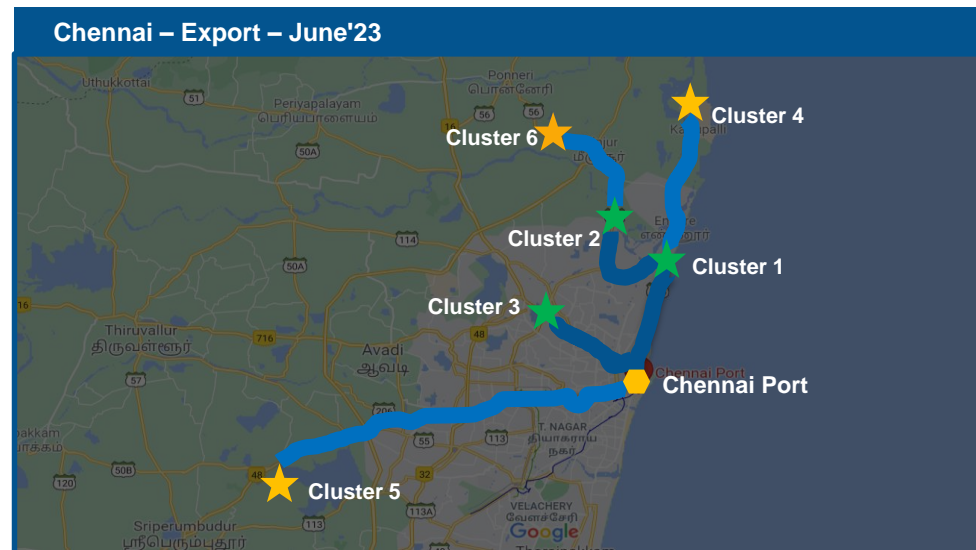 Chennai – Export – June'23
Uthukkottai
51
Periyapalayam
பெரியபாளையம்
Ponneri
பொன்னேரி
56
56
16
50A
Cluster 6
Cluster 4
Cluster 2
Cluster 1
114
50A
16
Cluster 3
Thiruvallur
திருவள்ளூர்
716
48
Avadi
ஆவடி
Chennai Port
Chennai Port
57
206
T. NAGAR
தியாகராய
நகர்
55
113
50B
48
32
120
Cluster 5
113A
VELACHERY
வேளச்சேரி
Google
Sriperumbudur
ஸ்ரீபெரும்புதூர்
113